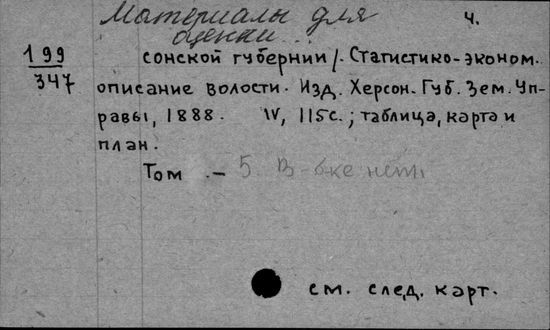 Материалы для 4.
оценки...
199
347
сонской губернии/. Статистико-эконом.
описание волости. Изд. Херсон. Губ. Зем. Уп-
равы, 1888. IV, 115с.; таблица, карта и
план.
Том .- 5. В б-ке нет.
см. след. карт.